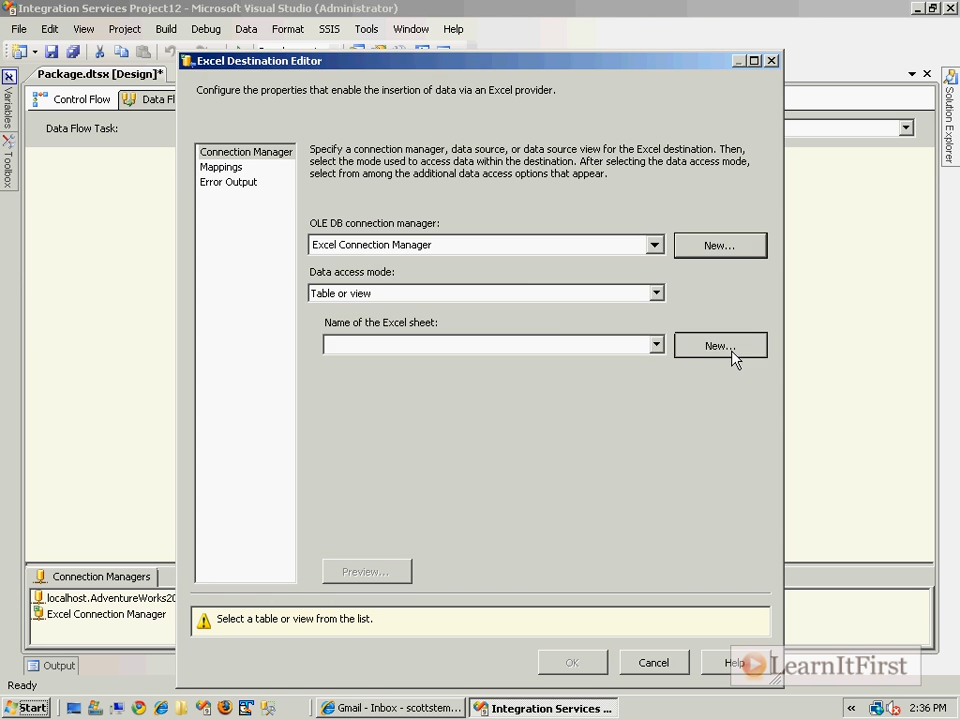 Integration Services Project12 - Microsoft Visual Studio (Administrator)
File Edit View Project Build Debug Data Format SSIS Tools Window Help
Package.dtsx [Design]*
Control Flow
Data Fl
Data Flow Task:
Variables
Toolbox
Solution Explorer
Excel Destination Editor
Configure the properties that enable the insertion of data via an Excel provider.
Connection Manager
Mappings
Error Output
Specify a connection manager, data source, or data source view for the Excel destination. Then,
select the mode used to access data within the destination. After selecting the data access mode,
select from among the additional data access options that appear.
OLE DB connection manager:
Excel Connection Manager
New...
Data access mode:
Table or view
Name of the Excel sheet:
New...
Preview...
Select a table or view from the list.
OK
Cancel
Help
Connection Managers
localhost.AdventureWorks20
Excel Connection Manager
Output
LearnItFirst
Ready
Start
Gmail - Inbox - scottstem...
Integration Services ...
«
2:36 PM